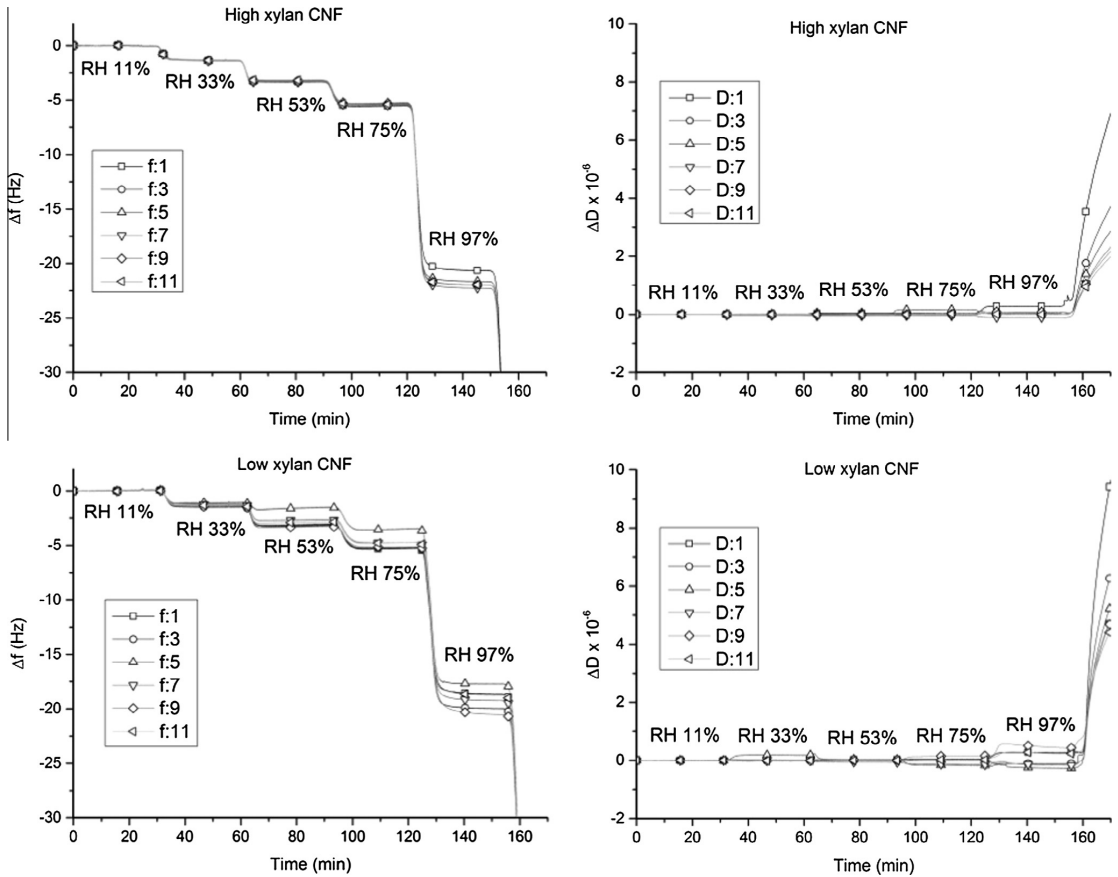 High xylan CNF
0
-5
-10
-15
-20
-25
-30
Δf (Hz)
RH 11%
RH 33%
RH 53%
RH 75%
RH 97%
f:1
f:3
f:5
f:7
f:9
f:11
0 20 40 60 80 100 120 140 160
Time (min)
High xylan CNF
10
8
6
4
2
0
-2
ΔD x 10⁻⁶
D:1
D:3
D:5
D:7
D:9
D:11
RH 11% RH 33% RH 53% RH 75% RH 97%
0 20 40 60 80 100 120 140 160
Time (min)
Low xylan CNF
0
-5
-10
-15
-20
-25
-30
Δf (Hz)
RH 11%
RH 33%
RH 53%
RH 75%
RH 97%
f:1
f:3
f:5
f:7
f:9
f:11
0 20 40 60 80 100 120 140 160
Time (min)
Low xylan CNF
10
8
6
4
2
0
-2
ΔD x 10⁻⁶
D:1
D:3
D:5
D:7
D:9
D:11
RH 11% RH 33% RH 53% RH 75% RH 97%
0 20 40 60 80 100 120 140 160
Time (min)